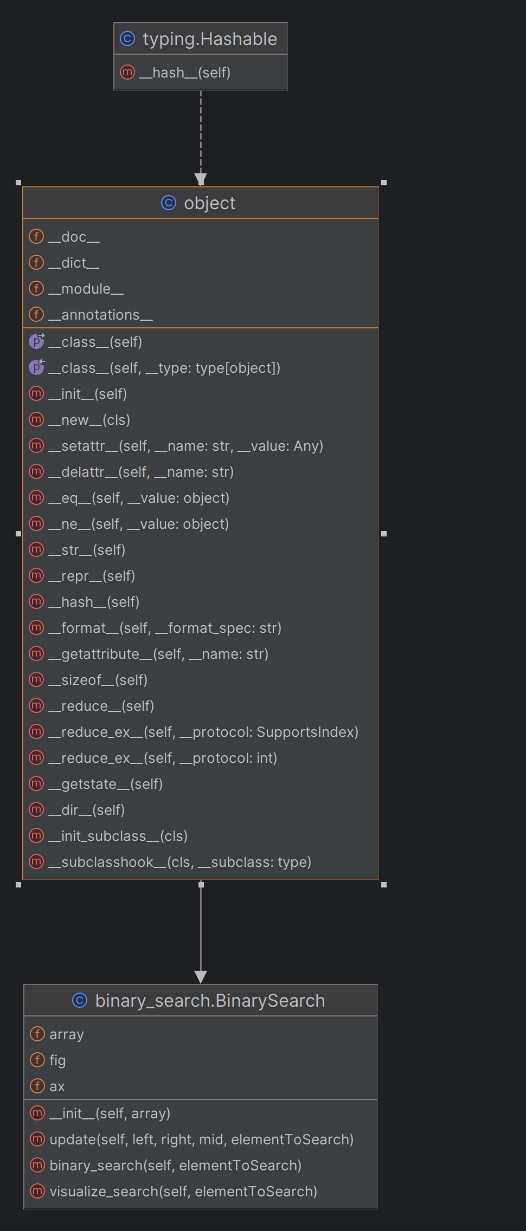 typing.Hashable
__hash__(self)
object
__doc__
__dict__
__module__
__annotations__
__class__(self)
__class__(self, __type: type[object])
__init__(self)
__new__(cls)
__setattr__(self, __name: str, __value: Any)
__delattr__(self, __name: str)
__eq__(self, __value: object)
__ne__(self, __value: object)
__str__(self)
__repr__(self)
__hash__(self)
__format__(self, __format_spec: str)
__getattribute__(self, __name: str)
__sizeof__(self)
__reduce__(self)
__reduce_ex__(self, __protocol: SupportsIndex)
__reduce_ex__(self, __protocol: int)
__getstate__(self)
__dir__(self)
__init_subclass__(cls)
__subclasshook__(cls, __subclass: type)
binary_search.BinarySearch
array
fig
ax
__init__(self, array)
update(self, left, right, mid, elementToSearch)
binary_search(self, elementToSearch)
visualize_search(self, elementToSearch)